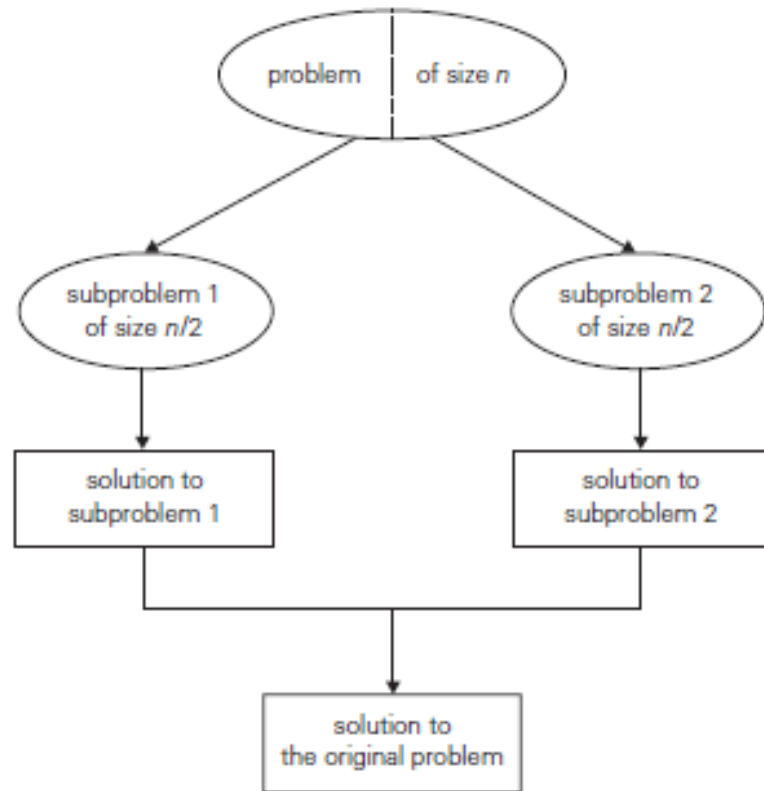 problem of size n
subproblem 1
of size n/2
subproblem 2
of size n/2
solution to
subproblem 1
solution to
subproblem 2
solution to
the original problem